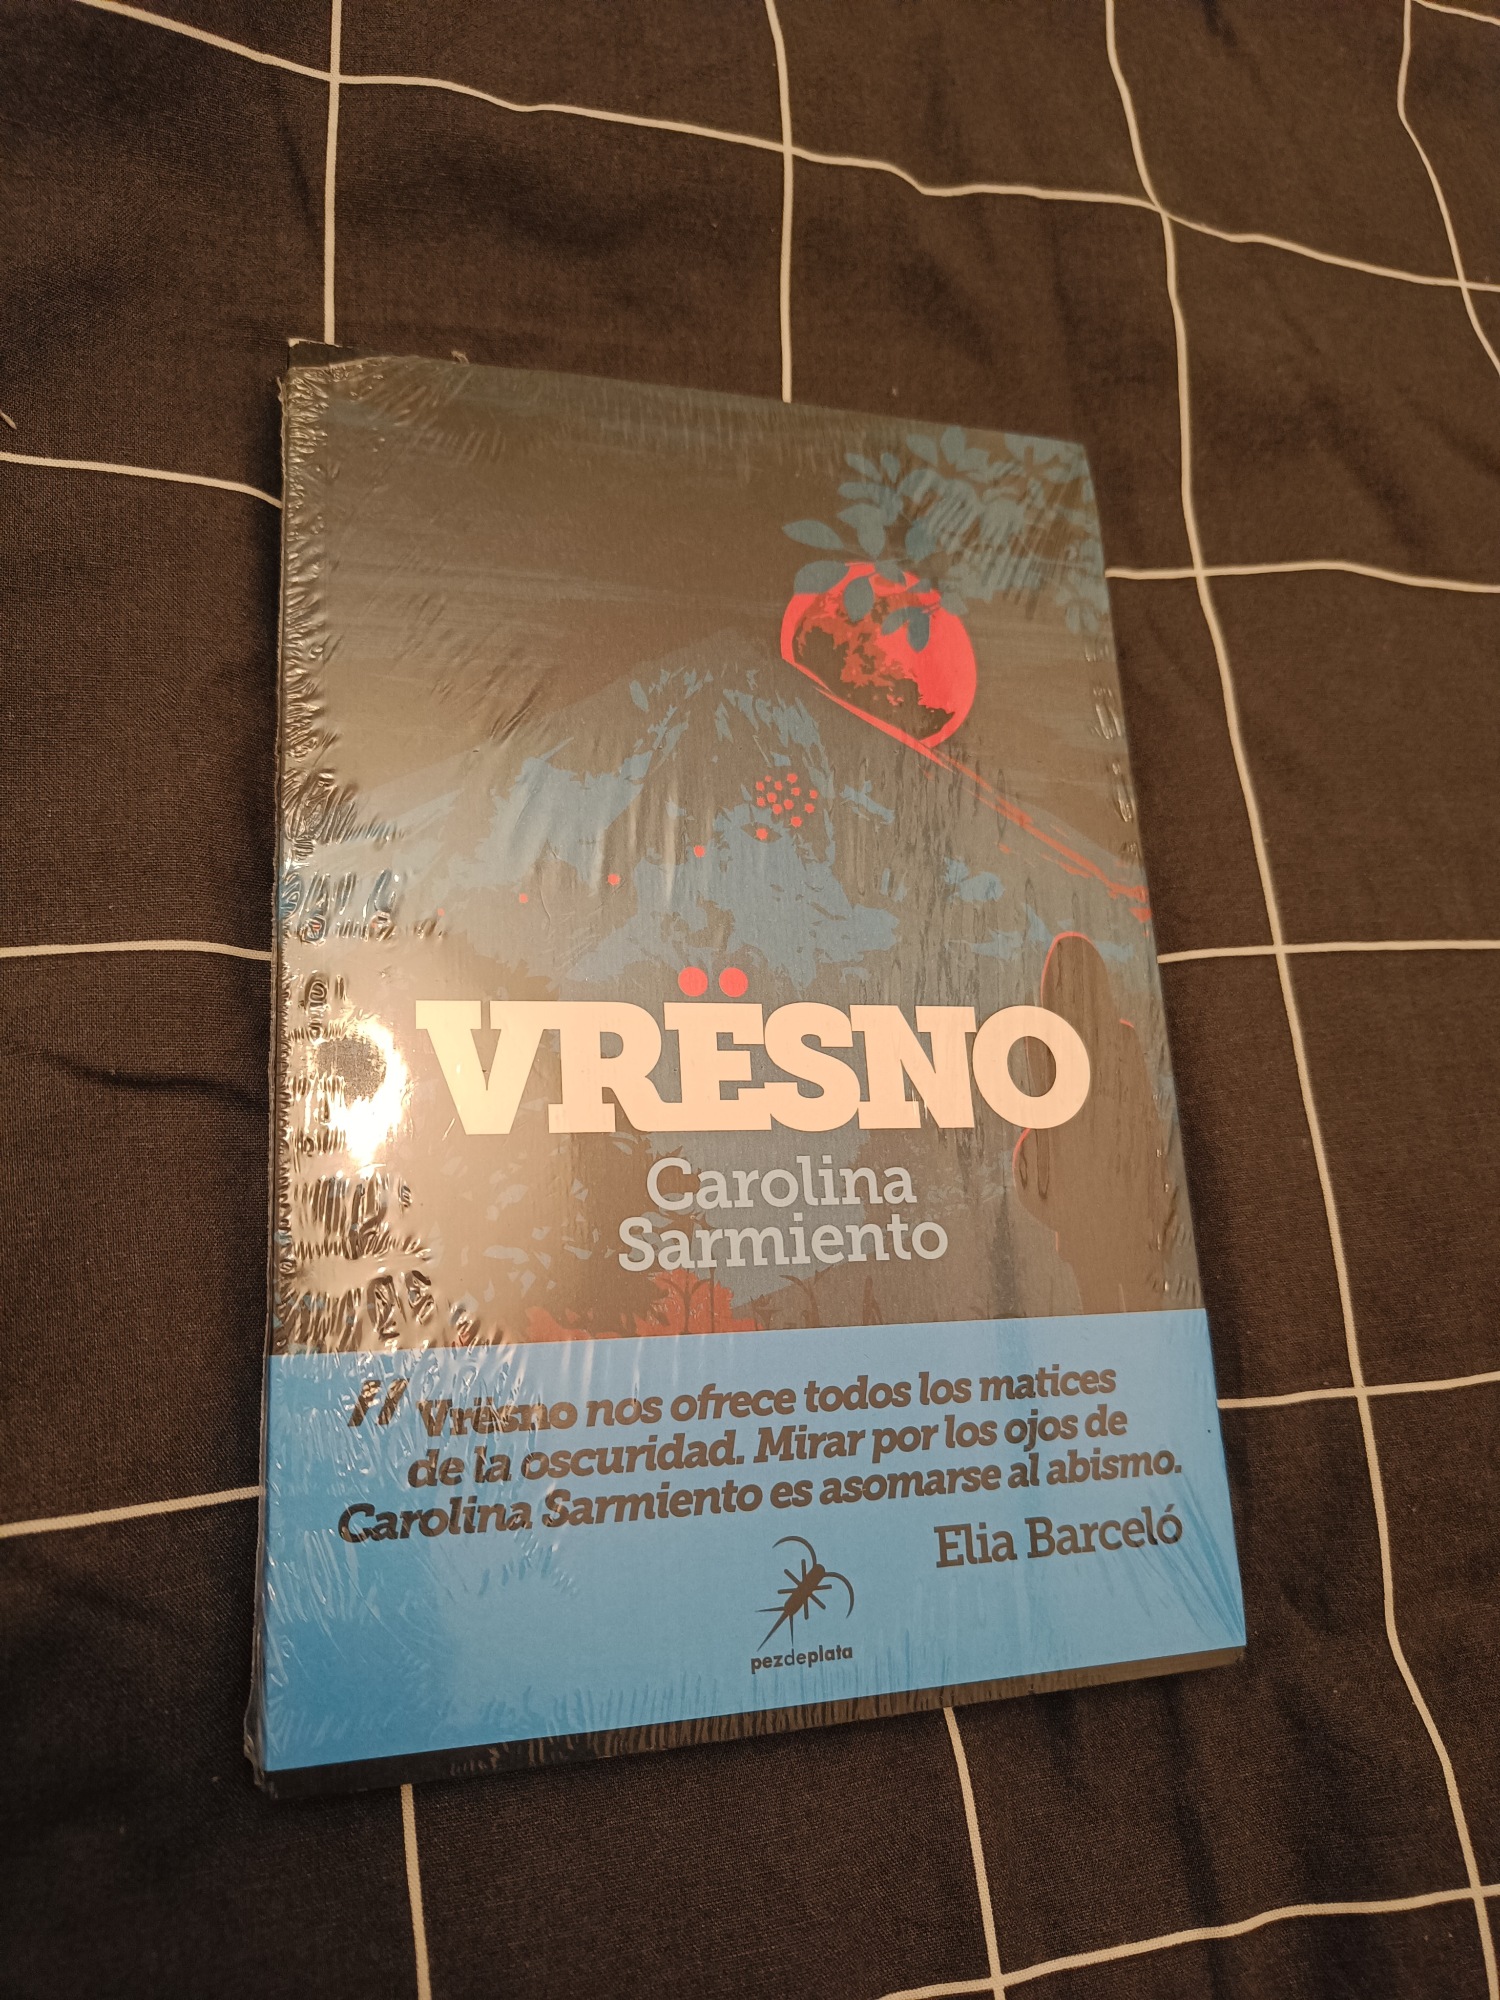 VRËSNO
Carolina
Sarmiento
// Vrësno nos ofrece todos los matices
de la oscuridad. Mirar por los ojos de
Carolina Sarmiento es asomarse al abismo.
Elia Barceló
pezdeplata